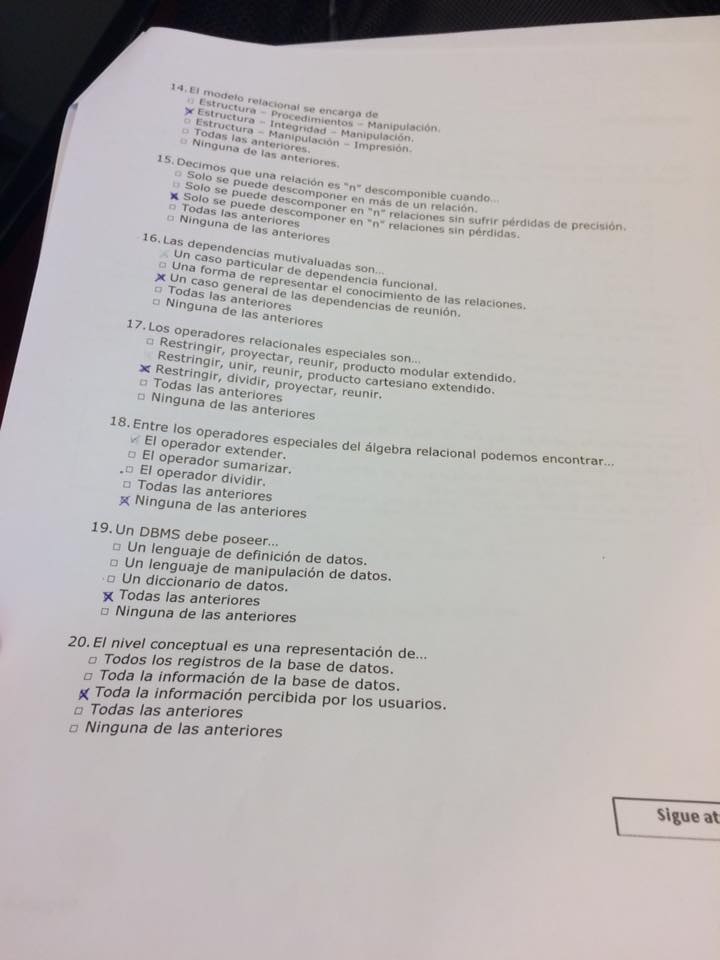 14. El modelo relacional se encarga de
□ Estructura – Procedimientos – Manipulación.
☒ Estructura – Integridad – Manipulación.
□ Estructura – Manipulación – Impresión.
□ Todas las anteriores.
□ Ninguna de las anteriores.
15. Decimos que una relación es "n" descomponible cuando...
□ Solo se puede descomponer en más de un relación.
□ Solo se puede descomponer en "n" relaciones sin sufrir pérdidas de precisión.
☒ Solo se puede descomponer en "n" relaciones sin pérdidas.
□ Todas las anteriores
□ Ninguna de las anteriores
16. Las dependencias mutivaluadas son...
□ Un caso particular de dependencia funcional.
□ Una forma de representar el conocimiento de las relaciones.
☒ Un caso general de las dependencias de reunión.
□ Todas las anteriores
□ Ninguna de las anteriores
17. Los operadores relacionales especiales son...
□ Restringir, proyectar, reunir, producto modular extendido.
□ Restringir, unir, reunir, producto cartesiano extendido.
☒ Restringir, dividir, proyectar, reunir.
□ Todas las anteriores
□ Ninguna de las anteriores
18. Entre los operadores especiales del álgebra relacional podemos encontrar...
□ El operador extender.
□ El operador sumarizar.
□ El operador dividir.
□ Todas las anteriores
☒ Ninguna de las anteriores
19. Un DBMS debe poseer...
□ Un lenguaje de definición de datos.
□ Un lenguaje de manipulación de datos.
□ Un diccionario de datos.
☒ Todas las anteriores
□ Ninguna de las anteriores
20. El nivel conceptual es una representación de...
□ Todos los registros de la base de datos.
□ Toda la información de la base de datos.
☒ Toda la información percibida por los usuarios.
□ Todas las anteriores
□ Ninguna de las anteriores
Sigue at